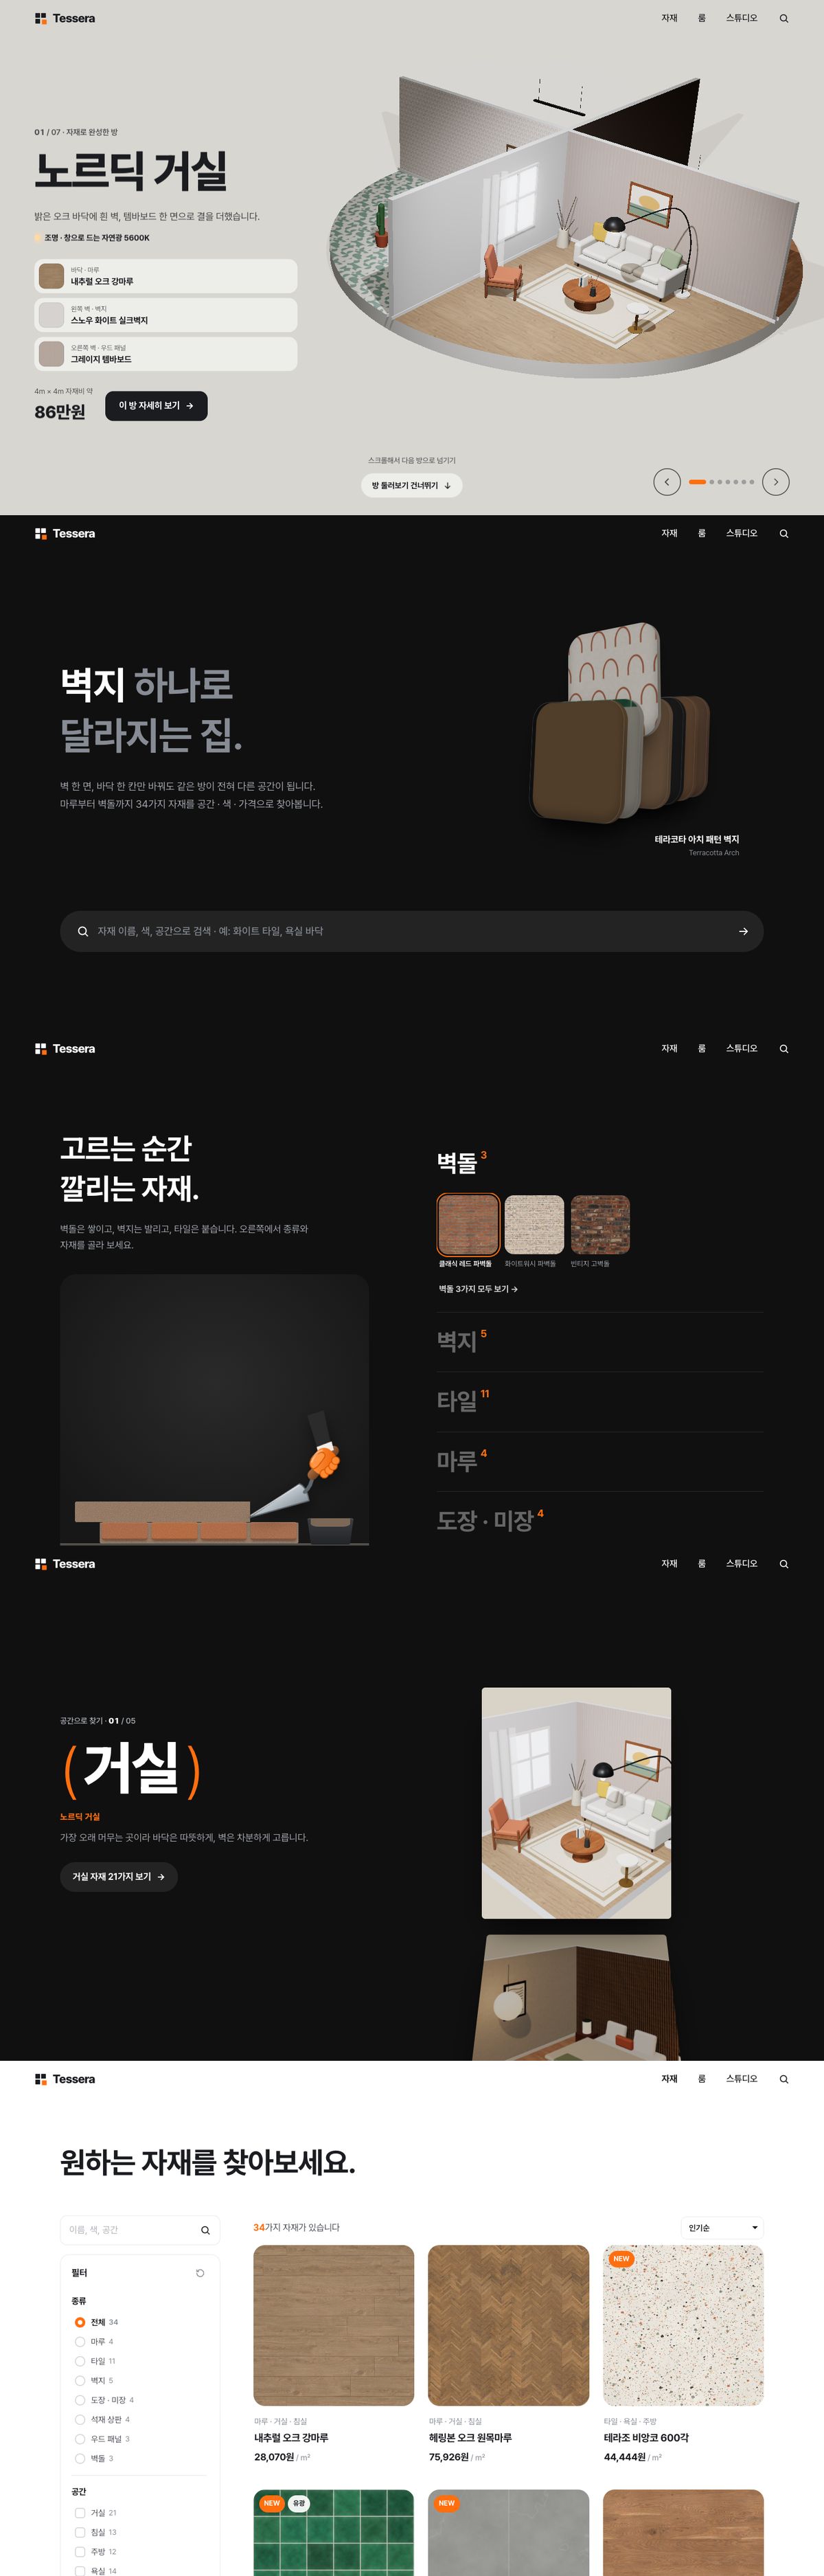 Tessera
자재 룸 스튜디오
01 / 07 · 자재로 완성한 방
노르딕 거실
밝은 오크 바닥에 흰 벽, 템바보드 한 면으로 결을 더했습니다.
조명 · 창으로 드는 자연광 5600K
바닥 · 마루
내추럴 오크 강마루
왼쪽 벽 · 벽지
스노우 화이트 실크벽지
오른쪽 벽 · 우드 패널
그레이지 템바보드
4m × 4m 자재비 약
86만원
이 방 자세히 보기 →
스크롤해서 다음 방으로 넘기기
방 둘러보기 건너뛰기 ↓
Tessera
자재 룸 스튜디오
벽지 하나로
달라지는 집.
벽 한 면, 바닥 한 칸만 바꿔도 같은 방이 전혀 다른 공간이 됩니다.
마루부터 벽돌까지 34가지 자재를 공간 · 색 · 가격으로 찾아봅니다.
테라코타 아치 패턴 벽지
Terracotta Arch
자재 이름, 색, 공간으로 검색 · 예: 화이트 타일, 욕실 바닥
Tessera
자재 룸 스튜디오
고르는 순간
깔리는 자재.
벽돌은 쌓이고, 벽지는 발리고, 타일은 붙습니다. 오른쪽에서 종류와
자재를 골라 보세요.
벽돌 3
클래식 레드 파벽돌 화이트워시 파벽돌 빈티지 고벽돌
벽돌 3가지 모두 보기 →
벽지 5
타일 11
마루 4
도장 · 미장 4
Tessera
자재 룸 스튜디오
공간으로 찾기 · 01 / 05
(거실)
노르딕 거실
가장 오래 머무는 곳이라 바닥은 따뜻하게, 벽은 차분하게 고릅니다.
거실 자재 21가지 보기 →
Tessera
자재 룸 스튜디오
원하는 자재를 찾아보세요.
이름, 색, 공간
34가지 자재가 있습니다
인기순
필터
종류
전체 34
마루 4
타일 11
벽지 5
도장 · 미장 4
석재 상판 4
우드 패널 3
벽돌 3
공간
거실 21
침실 13
주방 12
욕실 14
마루 · 거실 · 침실
내추럴 오크 강마루
28,070원 / m²
마루 · 거실 · 침실
헤링본 오크 원목마루
75,926원 / m²
NEW
타일 · 욕실 · 주방
테라조 비앙코 600각
44,444원 / m²
NEW 유광
NEW